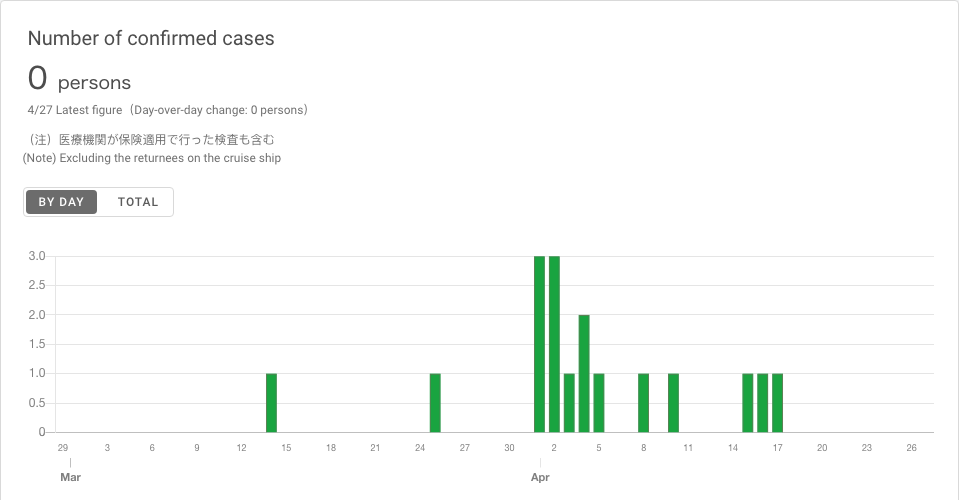 Number of confirmed cases
0 persons
4/27 Latest figure（Day-over-day change: 0 persons）
（注）医療機関が保険適用で行った検査も含む
(Note) Excluding the returnees on the cruise ship
BY DAY TOTAL
3.0
2.5
2.0
1.5
1.0
0.5
0
29 3 6 9 12 15 18 21 24 27 30 2 5 8 11 14 17 20 23 26
Mar Apr